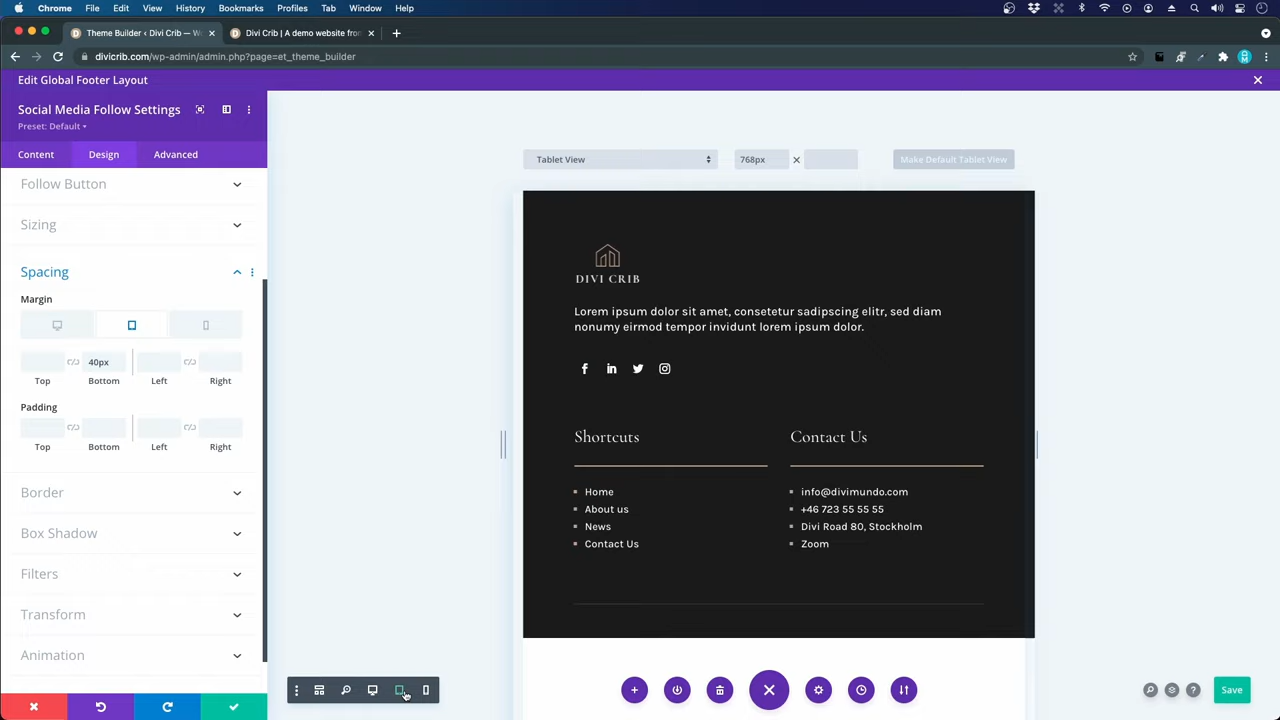 Chrome File Edit View History Bookmarks Profiles Tab Window Help
Theme Builder ‹ Divi Crib — W
Divi Crib | A demo website from
divicrib.com/wp-admin/admin.php?page=et_theme_builder
Edit Global Footer Layout
Social Media Follow Settings
Preset: Default
Content Design Advanced
Follow Button
Sizing
Spacing
Margin
40px
Top Bottom Left Right
Padding
Top Bottom Left Right
Border
Box Shadow
Filters
Transform
Animation
Tablet View 768px Make Default Tablet View
DIVI CRIB
Lorem ipsum dolor sit amet, consetetur sadipscing elitr, sed diam
nonumy eirmod tempor invidunt lorem ipsum dolor.
Shortcuts
Home
About us
News
Contact Us
Contact Us
info@divimundo.com
+46 723 55 55 55
Divi Road 80, Stockholm
Zoom
Save